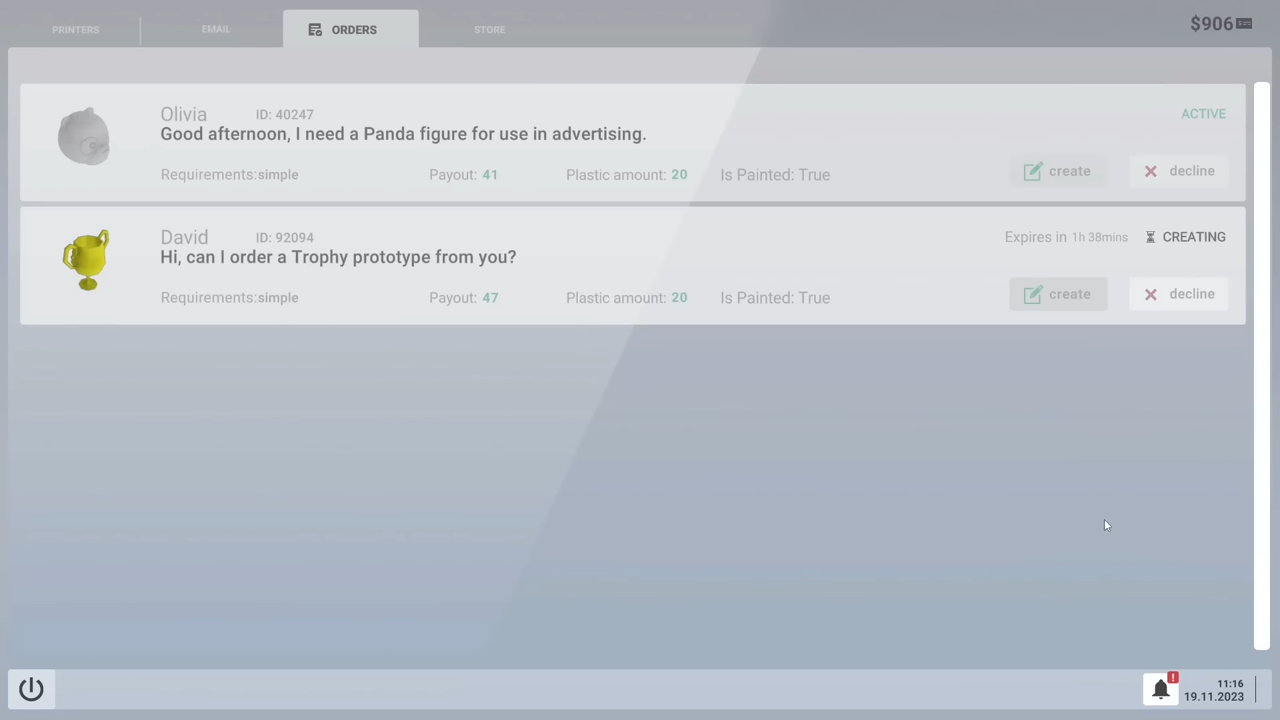 PRINTERS
EMAIL
ORDERS
STORE
$906
Olivia ID: 40247
ACTIVE
Good afternoon, I need a Panda figure for use in advertising.
Requirements:simple Payout: 41 Plastic amount: 20 Is Painted: True
create
decline
David ID: 92094
Expires in 1h 38mins CREATING
Hi, can I order a Trophy prototype from you?
Requirements:simple Payout: 47 Plastic amount: 20 Is Painted: True
create
decline
!
11:16
19.11.2023